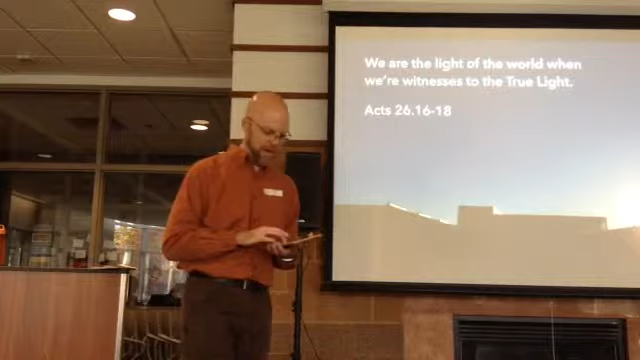 We are the light of the world when
we're witnesses to the True Light.
Acts 26.16-18